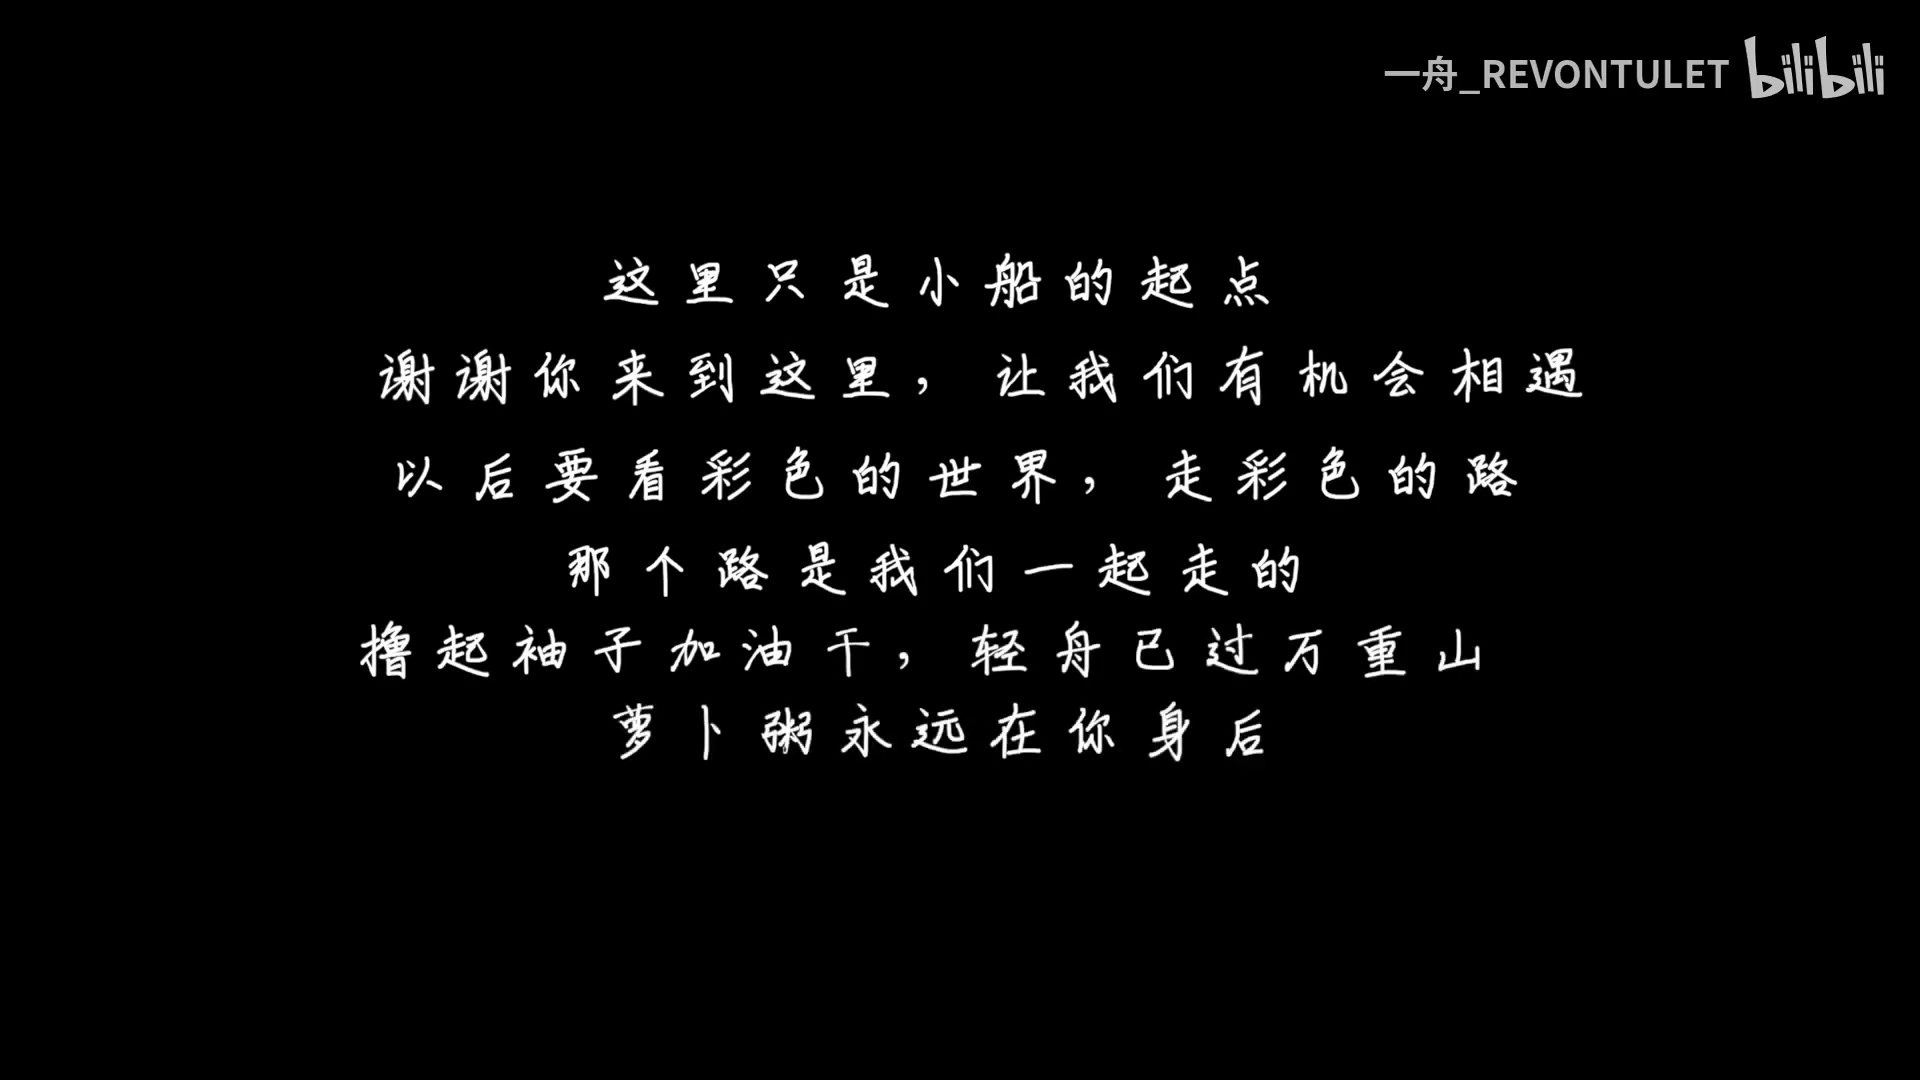 一舟_REVONTULET bilibili
这里只是小船的起点
谢谢你来到这里，让我们有机会相遇
以后要看彩色的世界，走彩色的路
那个路是我们一起走的
撸起袖子加油干，轻舟已过万重山
萝卜粥永远在你身后